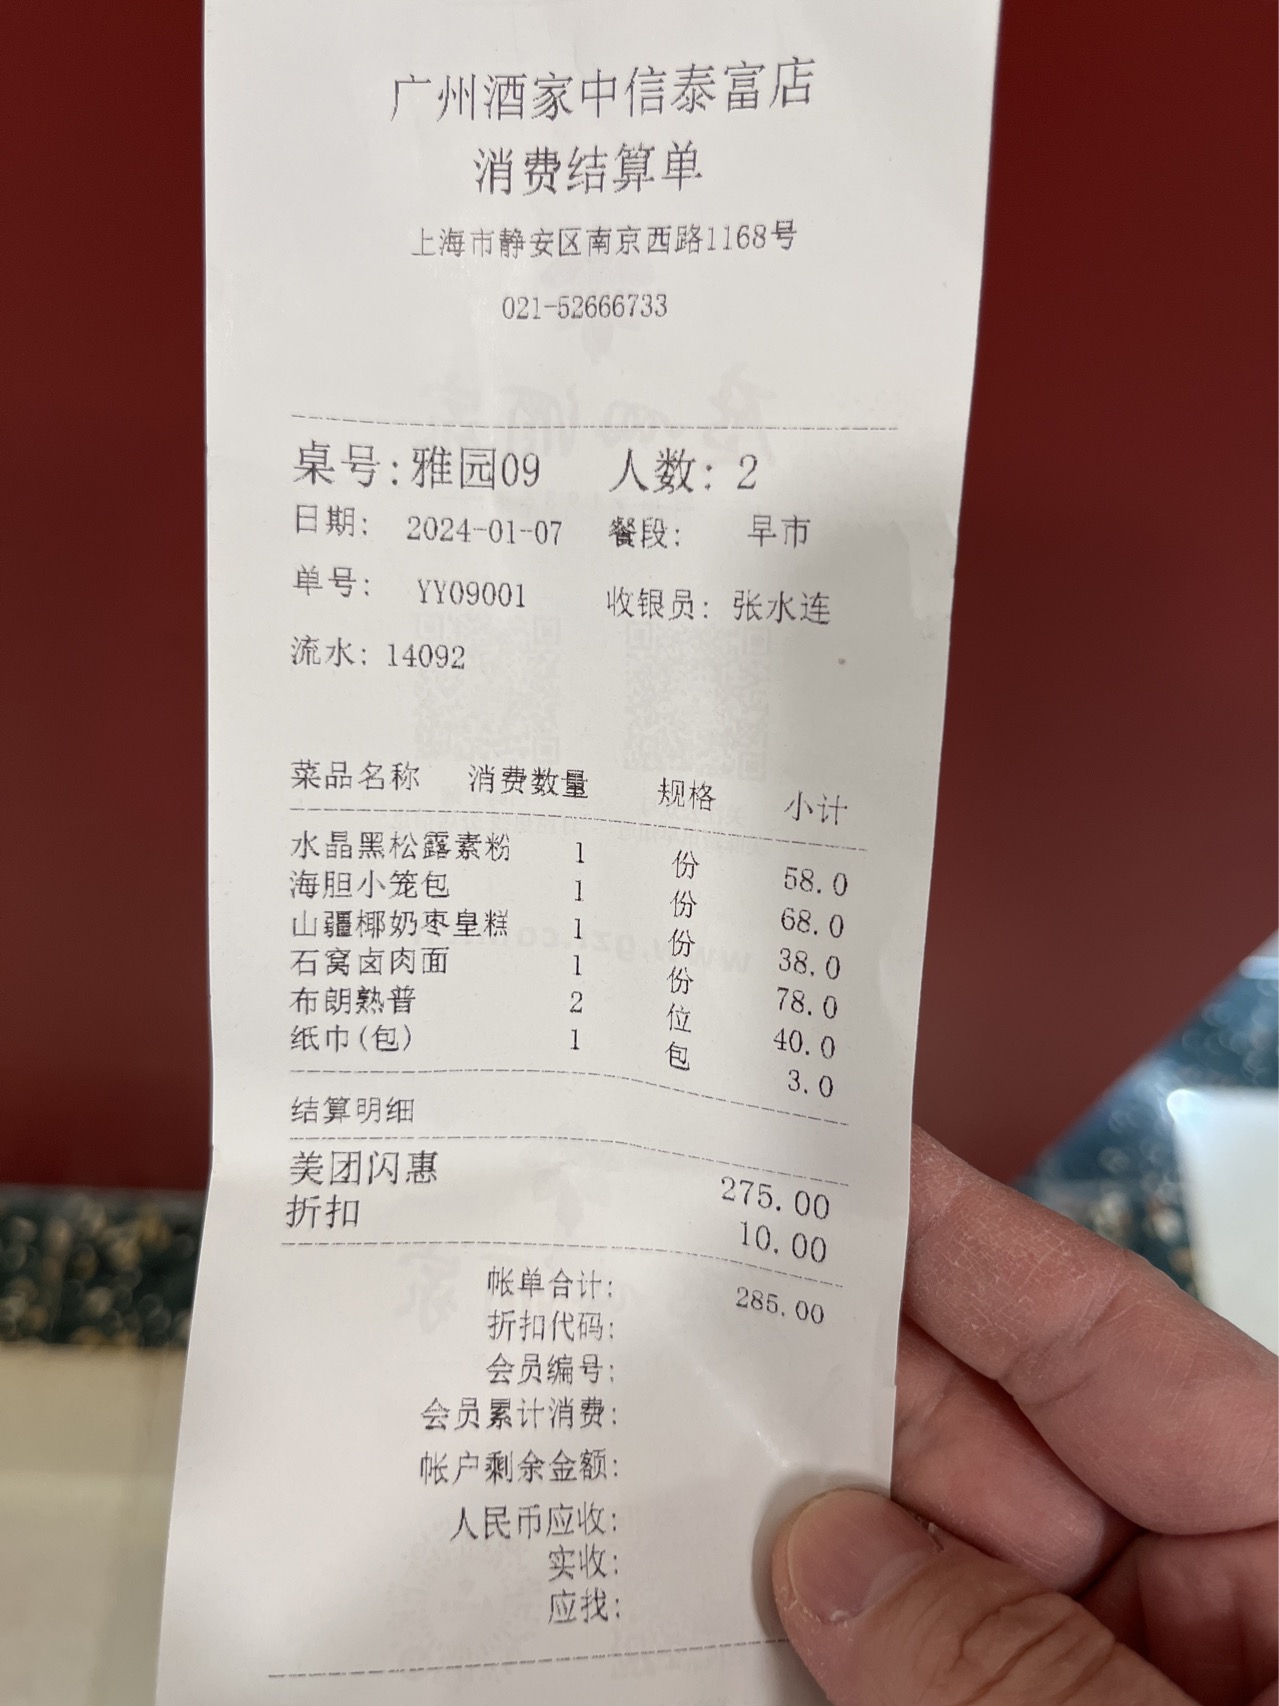 广州酒家中信泰富店
消费结算单
上海市静安区南京西路1168号
021-52666733
桌号:雅园09 人数: 2
日期: 2024-01-07 餐段: 早市
单号: YY09001 收银员: 张水连
流水: 14092
菜品名称 消费数量 规格 小计
水晶黑松露素粉 1 份 58.0
海胆小笼包 1 份 68.0
山疆椰奶枣皇糕 1 份 38.0
石窝卤肉面 1 份 78.0
布朗熟普 2 位 40.0
纸巾(包) 1 包 3.0
结算明细
美团闪惠 275.00
折扣 10.00
帐单合计: 285.00
折扣代码:
会员编号:
会员累计消费:
帐户剩余金额:
人民币应收:
实收:
应找: